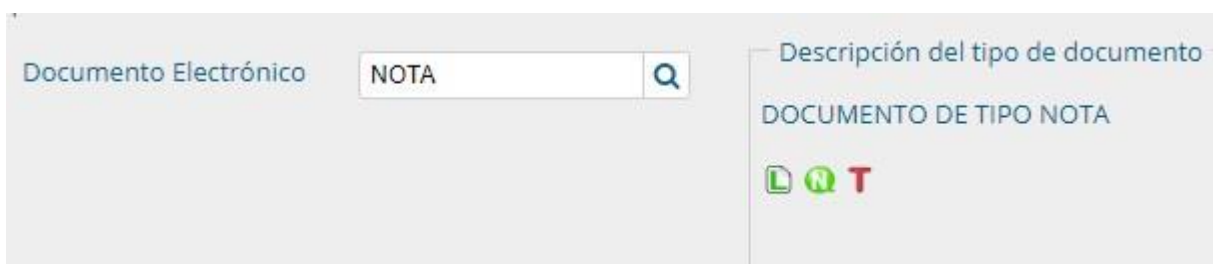 Documento Electrónico
NOTA
Descripción del tipo de documento
DOCUMENTO DE TIPO NOTA
L N T